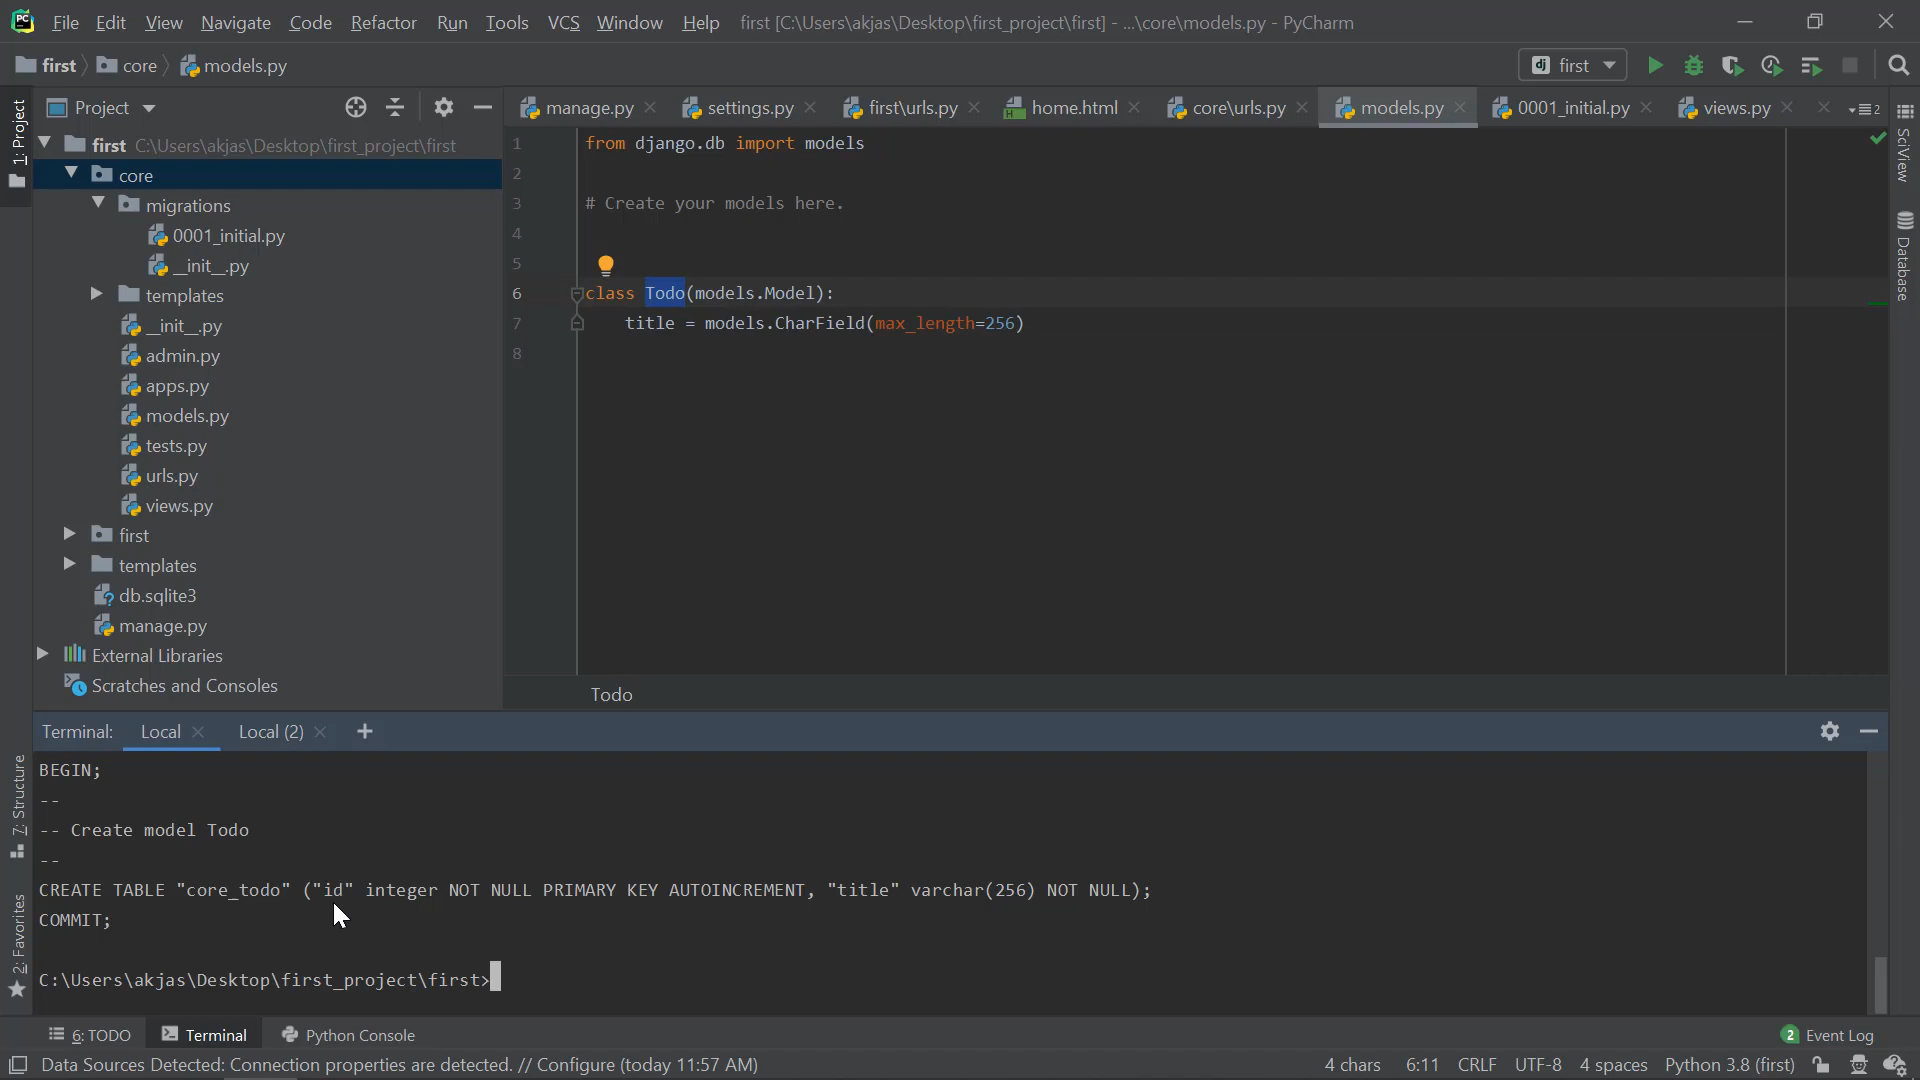 File Edit View Navigate Code Refactor Run Tools VCS Window Help first [C:\Users\akjas\Desktop\first_project\first] - ...\core\models.py - PyCharm
first core models.py
dj first
1: Project
Project
manage.py settings.py first\urls.py home.html core\urls.py models.py 0001_initial.py views.py
2
first C:\Users\akjas\Desktop\first_project\first
core
migrations
0001_initial.py
__init__.py
templates
__init__.py
admin.py
apps.py
models.py
tests.py
urls.py
views.py
first
templates
db.sqlite3
manage.py
External Libraries
Scratches and Consoles
1 from django.db import models
2
3 # Create your models here.
4
5
6 class Todo(models.Model):
7 title = models.CharField(max_length=256)
8
Todo
SciView
Database
Terminal: Local Local (2) +
BEGIN;
--
-- Create model Todo
--
CREATE TABLE "core_todo" ("id" integer NOT NULL PRIMARY KEY AUTOINCREMENT, "title" varchar(256) NOT NULL);
COMMIT;
C:\Users\akjas\Desktop\first_project\first>
7: Structure
2: Favorites
6: TODO Terminal Python Console
2 Event Log
Data Sources Detected: Connection properties are detected. // Configure (today 11:57 AM)
4 chars 6:11 CRLF UTF-8 4 spaces Python 3.8 (first)